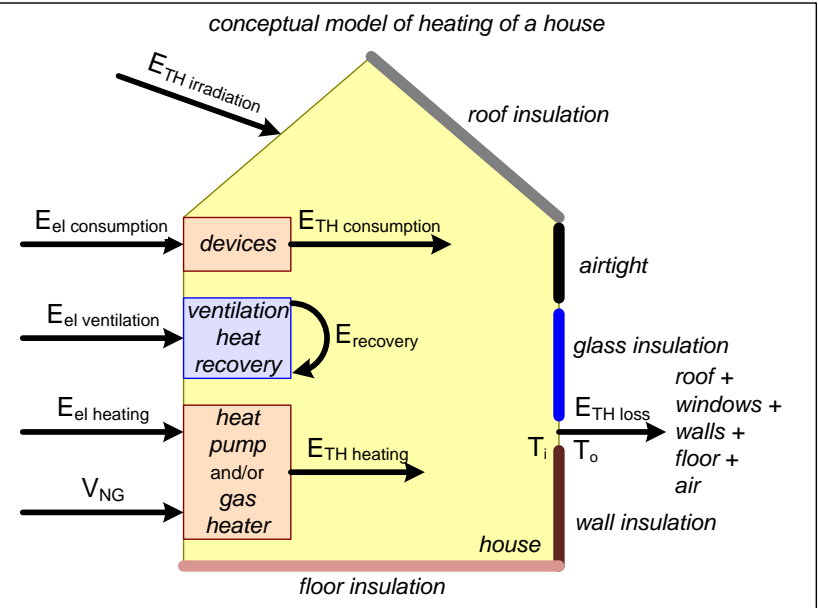 conceptual model of heating of a house
E_TH irradiation
roof insulation
E_el consumption
devices
E_TH consumption
airtight
E_el ventilation
ventilation
heat
recovery
E_recovery
glass insulation
roof +
windows +
walls +
floor +
air
E_TH loss
T_i
T_o
E_el heating
V_NG
heat
pump
and/or
gas
heater
E_TH heating
wall insulation
house
floor insulation